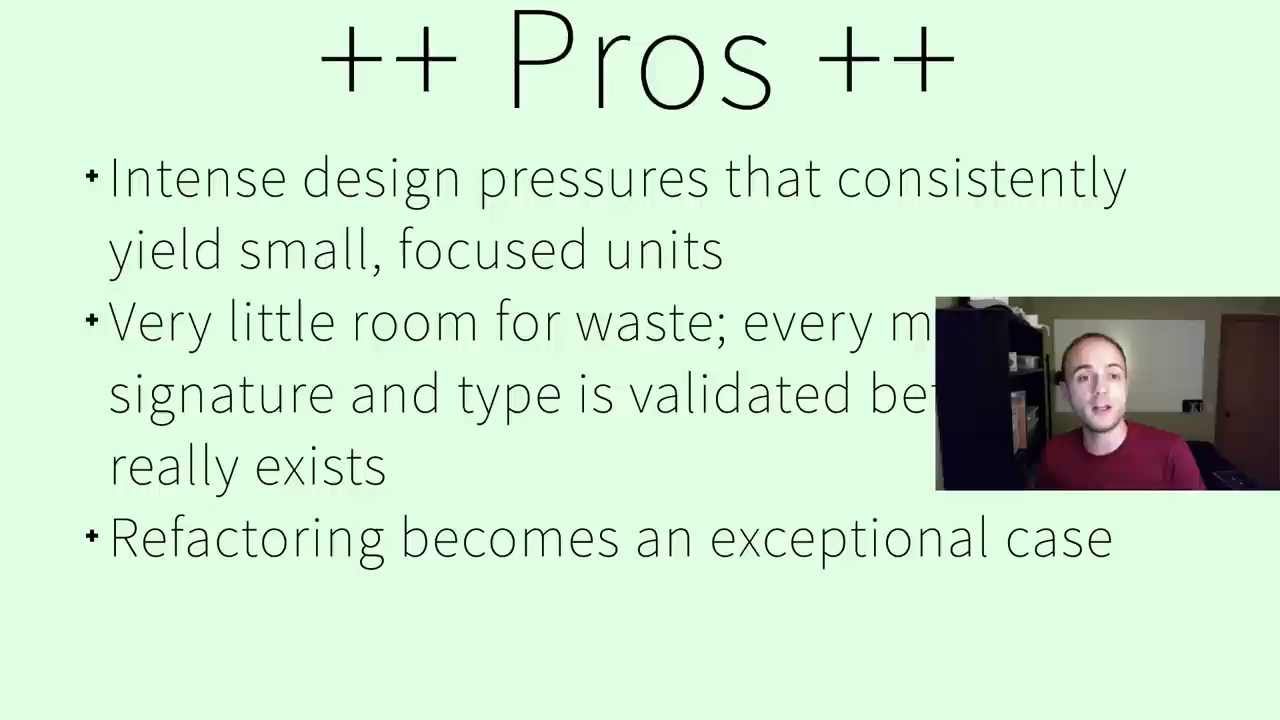 ++ Pros ++
Intense design pressures that consistently
yield small, focused units
Very little room for waste; every
signature and type is validated
really exists
Refactoring becomes an exceptional case